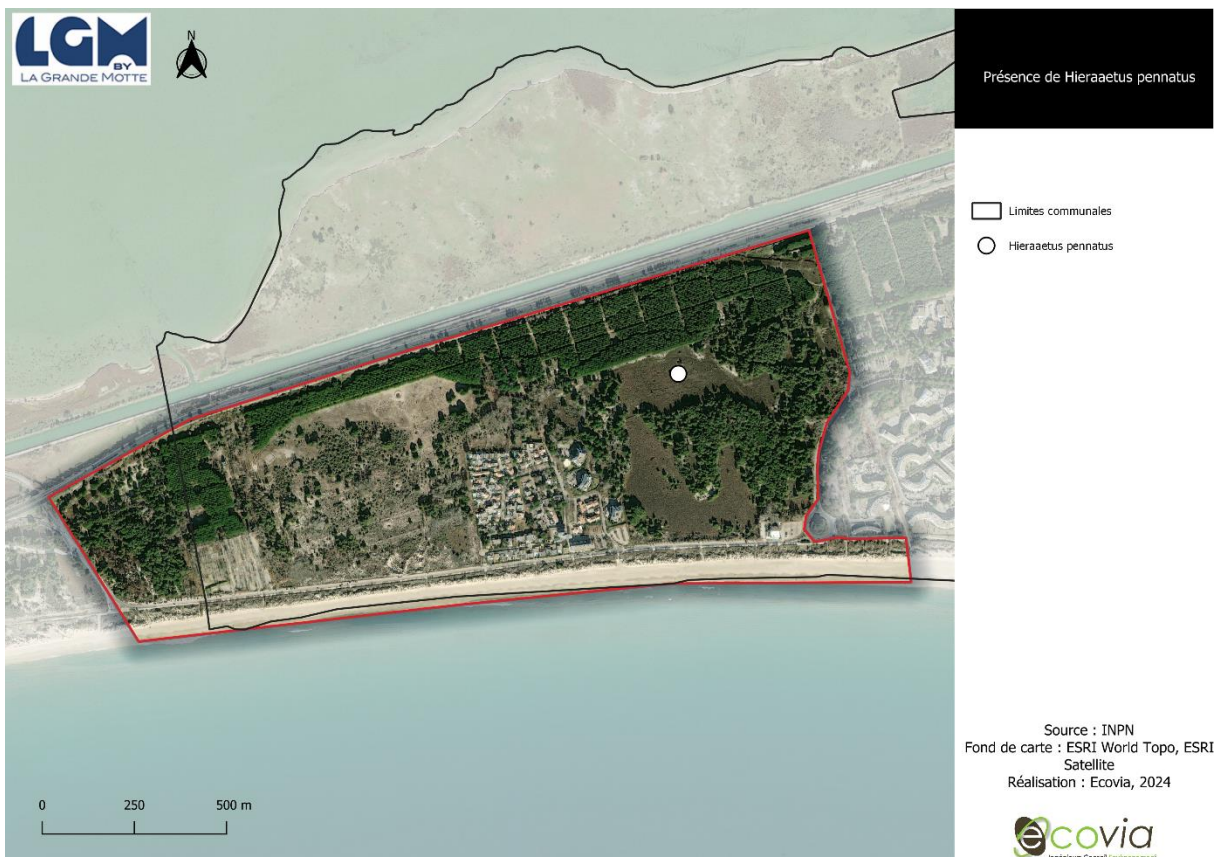 LGM
BY
LA GRANDE MOTTE
N
Présence de Hieraaetus pennatus
Limites communales
Hieraaetus pennatus
0 250 500 m
Source : INPN
Fond de carte : ESRI World Topo, ESRI
Satellite
Réalisation : Ecovia, 2024
ecovia